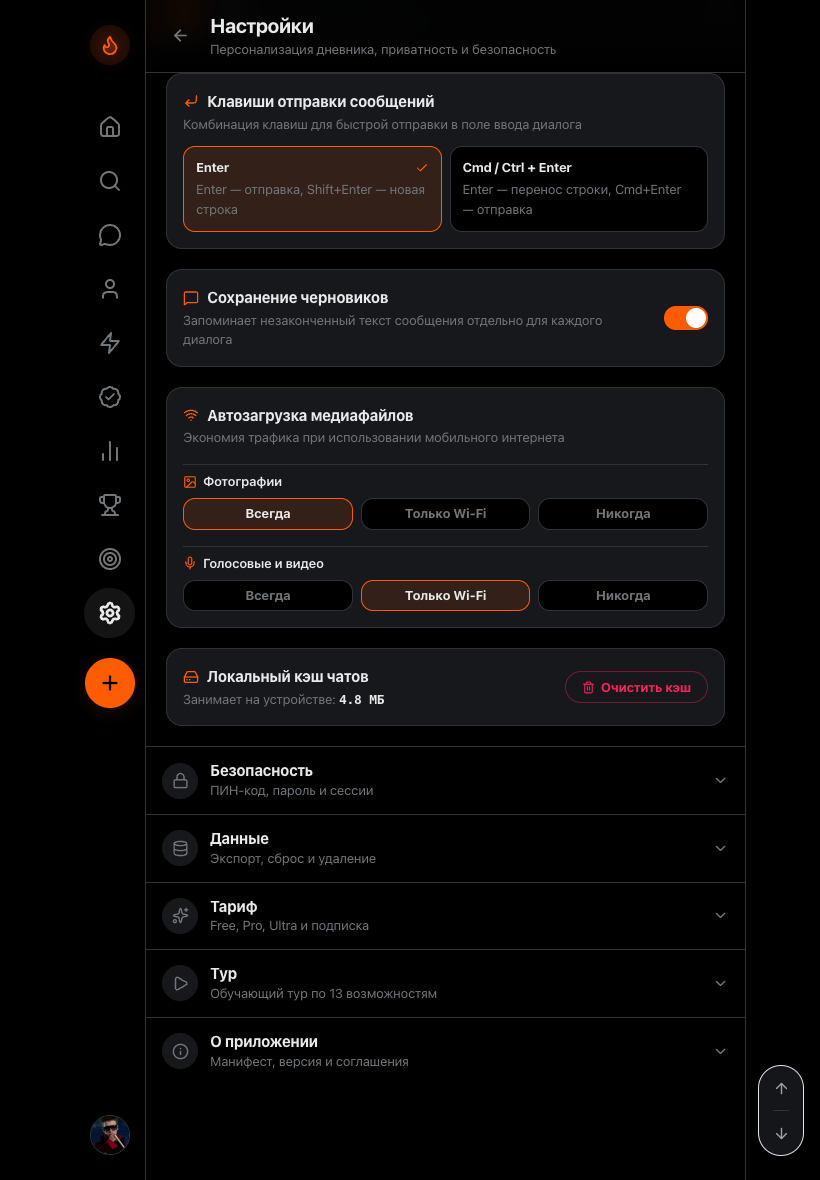 Настройки
Персонализация дневника, приватность и безопасность
Клавиши отправки сообщений
Комбинация клавиш для быстрой отправки в поле ввода диалога
Enter
Enter — отправка, Shift+Enter — новая
строка
Cmd / Ctrl + Enter
Enter — перенос строки, Cmd+Enter
— отправка
Сохранение черновиков
Запоминает незаконченный текст сообщения отдельно для каждого
диалога
Автозагрузка медиафайлов
Экономия трафика при использовании мобильного интернета
Фотографии
Всегда
Только Wi-Fi
Никогда
Голосовые и видео
Всегда
Только Wi-Fi
Никогда
Локальный кэш чатов
Занимает на устройстве: 4.8 МБ
Очистить кэш
Безопасность
ПИН-код, пароль и сессии
Данные
Экспорт, сброс и удаление
Тариф
Free, Pro, Ultra и подписка
Тур
Обучающий тур по 13 возможностям
О приложении
Манифест, версия и соглашения